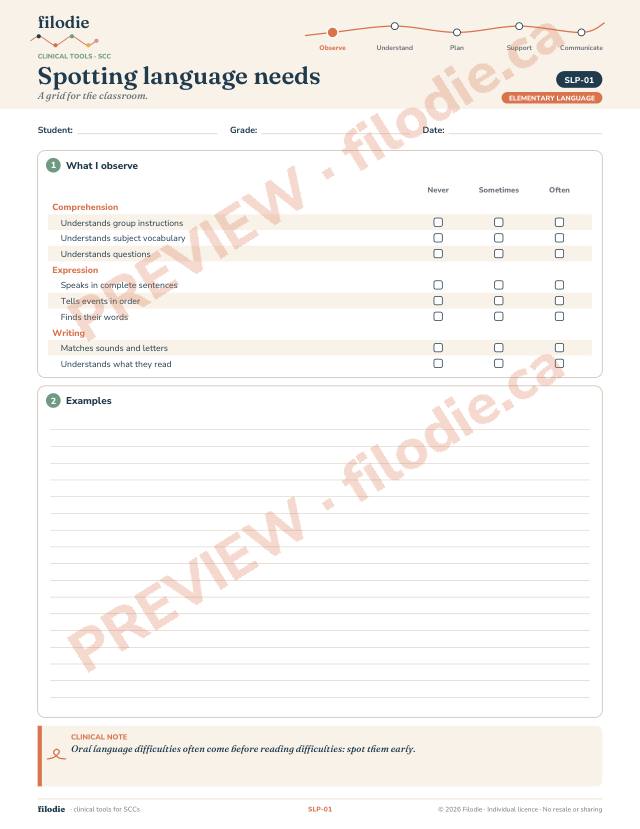 filodie
CLINICAL TOOLS · SCC
Observe Understand Plan Support Communicate
Spotting language needs
A grid for the classroom.
SLP-01
ELEMENTARY LANGUAGE
Student: Grade: Date:
1 What I observe
Never Sometimes Often
Comprehension
Understands group instructions
Understands subject vocabulary
Understands questions
Expression
Speaks in complete sentences
Tells events in order
Finds their words
Writing
Matches sounds and letters
Understands what they read
2 Examples
CLINICAL NOTE
Oral language difficulties often come before reading difficulties: spot them early.
filodie · clinical tools for SCCs SLP-01 © 2026 Filodie · Individual licence · No resale or sharing
PREVIEW · filodie.ca
PREVIEW · filodie.ca